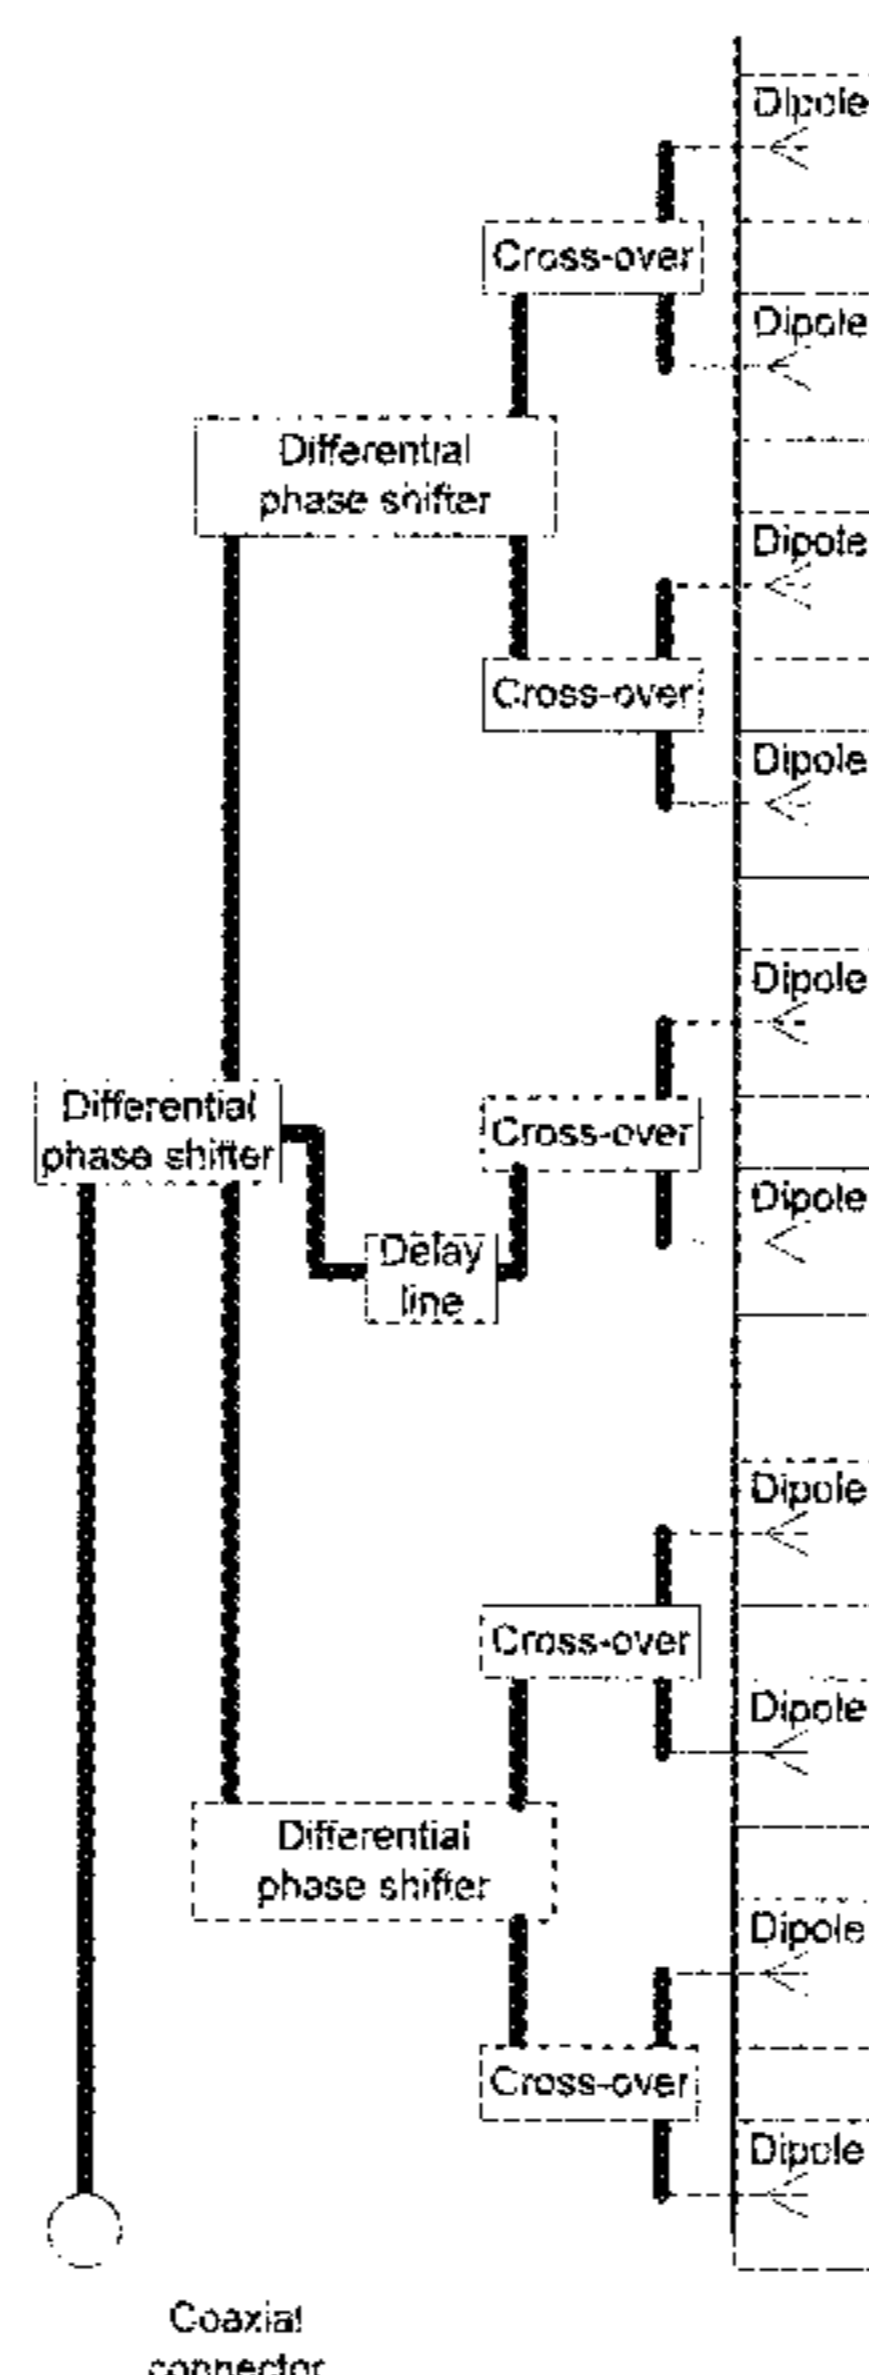 Dipole
Cross-over
Dipole
Differential
phase shifter
Dipole
Cross-over
Dipole
Dipole
Differential
phase shifter
Cross-over
Dipole
Delay
line
Dipole
Cross-over
Dipole
Differential
phase shifter
Dipole
Cross-over
Dipole
Coaxial
connector